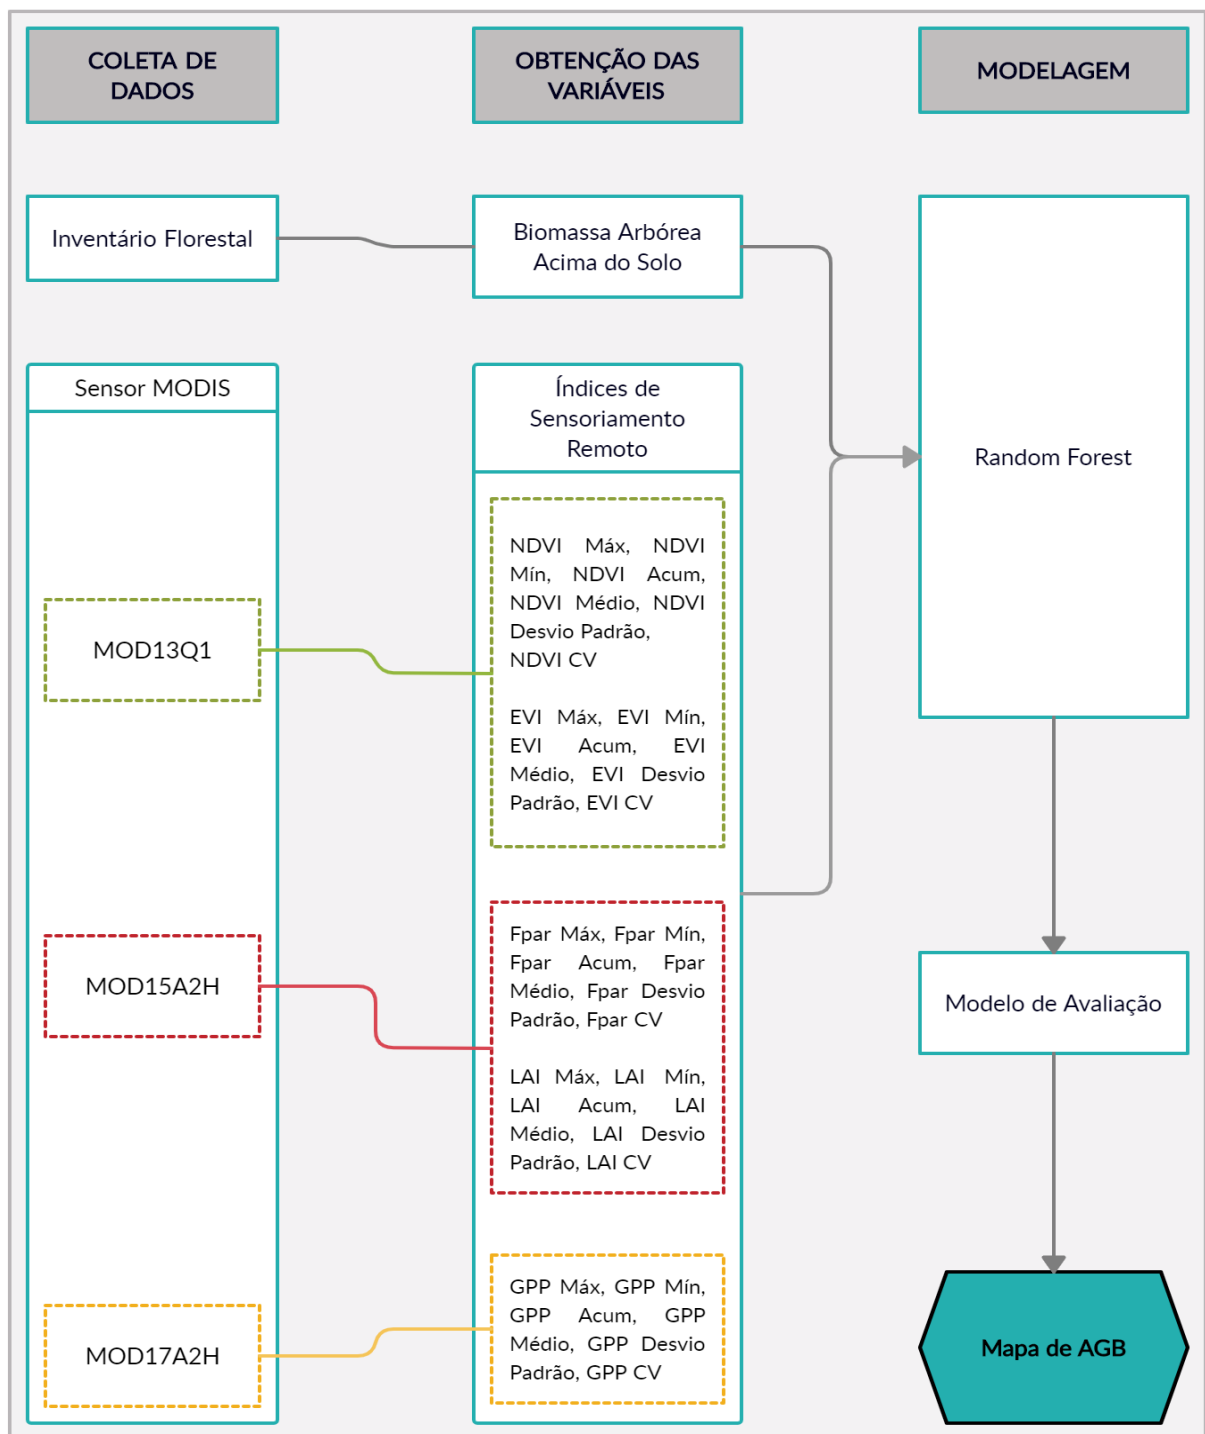 COLETA DE
DADOS
OBTENÇÃO DAS
VARIÁVEIS
MODELAGEM
Inventário Florestal
Biomassa Arbórea
Acima do Solo
Sensor MODIS
Índices de
Sensoriamento
Remoto
Random Forest
NDVI Máx, NDVI
Mín, NDVI Acum,
NDVI Médio, NDVI
Desvio Padrão,
NDVI CV
MOD13Q1
EVI Máx, EVI Mín,
EVI Acum, EVI
Médio, EVI Desvio
Padrão, EVI CV
Fpar Máx, Fpar Mín,
Fpar Acum, Fpar
Médio, Fpar Desvio
Padrão, Fpar CV
MOD15A2H
Modelo de Avaliação
LAI Máx, LAI Mín,
LAI Acum, LAI
Médio, LAI Desvio
Padrão, LAI CV
GPP Máx, GPP Mín,
GPP Acum, GPP
Médio, GPP Desvio
Padrão, GPP CV
MOD17A2H
Mapa de AGB